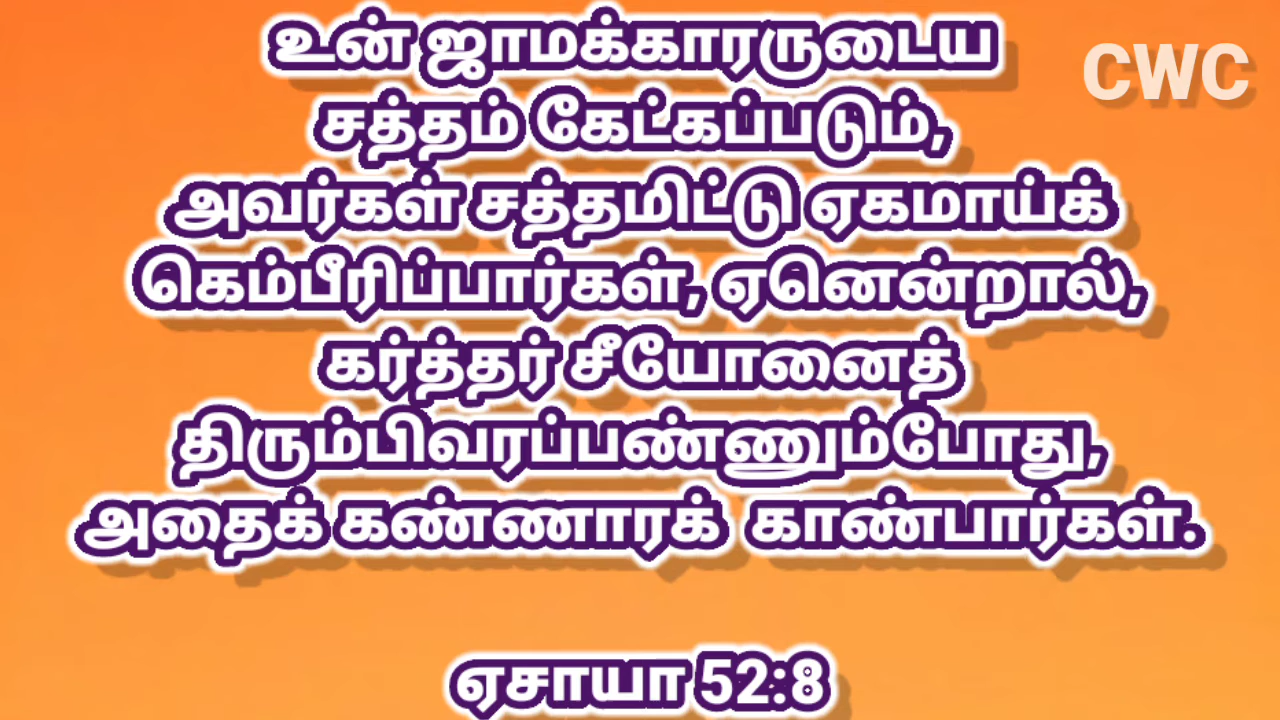 உன் ஜாமக்காரருடைய
CWC
சத்தம் கேட்கப்படும்,
அவர்கள் சத்தமிட்டு ஏகமாய்க்
கெம்பீரிப்பார்கள், ஏனென்றால்,
கர்த்தர் சீயோனைத்
திரும்பிவரப்பண்ணும்போது,
அதைக் கண்ணாரக் காண்பார்கள்.
ஏசாயா 52:8